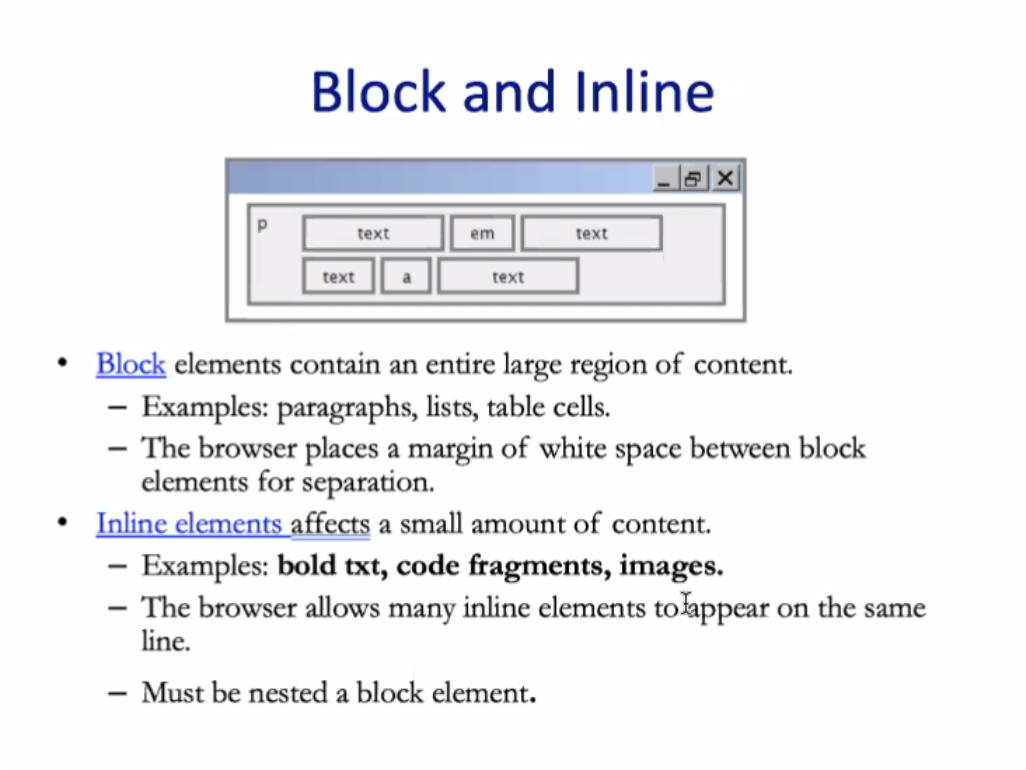 Block and Inline
p
text em text
text a text
• Block elements contain an entire large region of content.
– Examples: paragraphs, lists, table cells.
– The browser places a margin of white space between block
elements for separation.
• Inline elements affects a small amount of content.
– Examples: bold txt, code fragments, images.
– The browser allows many inline elements to appear on the same
line.
– Must be nested a block element.